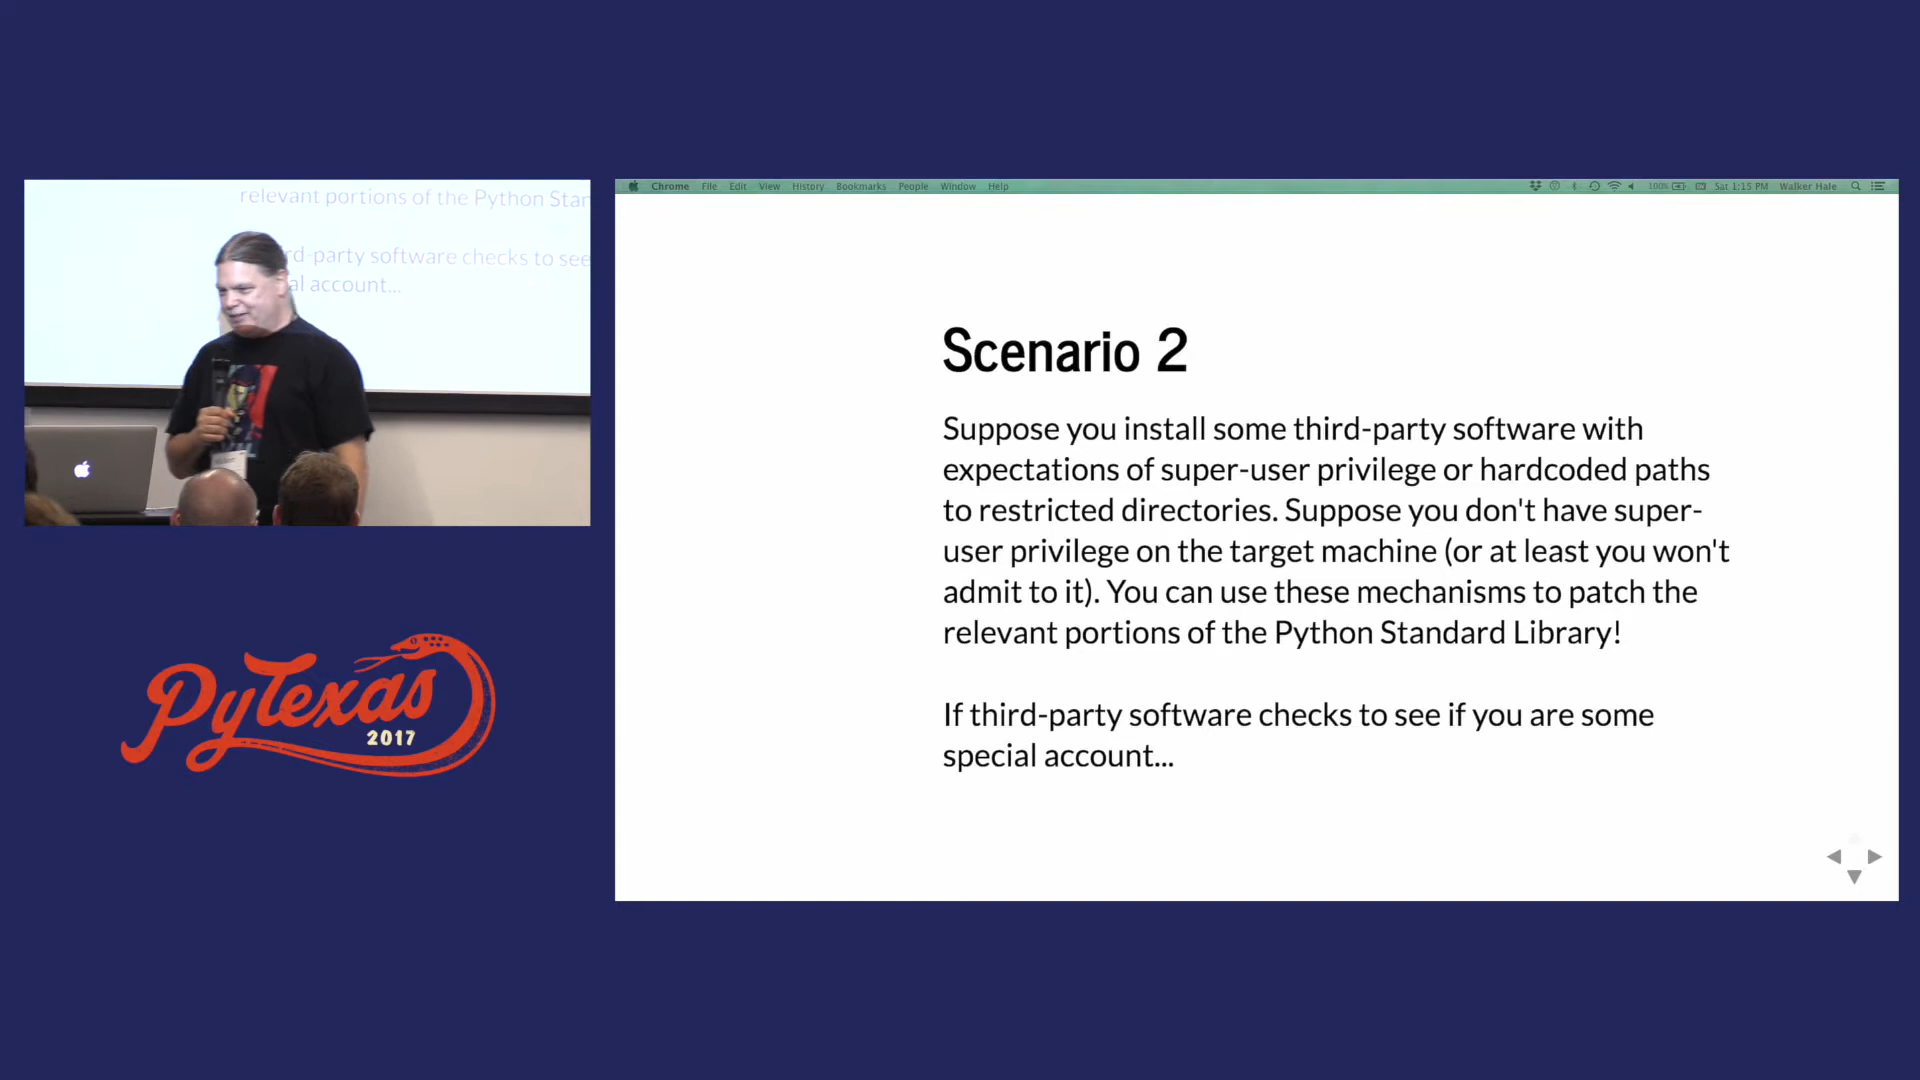 relevant portions of the Python Stan
rd-party software checks to see
al account...
Chrome File Edit View History Bookmarks People Window Help
100% Sat 1:15 PM Walker Hale
Scenario 2
Suppose you install some third-party software with
expectations of super-user privilege or hardcoded paths
to restricted directories. Suppose you don't have super-
user privilege on the target machine (or at least you won't
admit to it). You can use these mechanisms to patch the
relevant portions of the Python Standard Library!
If third-party software checks to see if you are some
special account...
PyTexas
2017